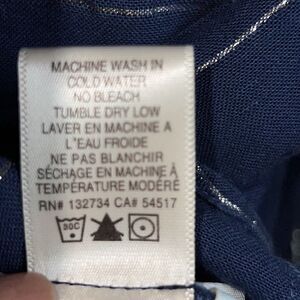 MACHINE WASH IN
COLD WATER
NO BLEACH
TUMBLE DRY LOW
LAVER EN MACHINE A
L'EAU FROIDE
NE PAS BLANCHIR
SÉCHAGE EN MACHINE À
TEMPÉRATURE MODÉRÉ
RN# 132734 CA# 54517
30C